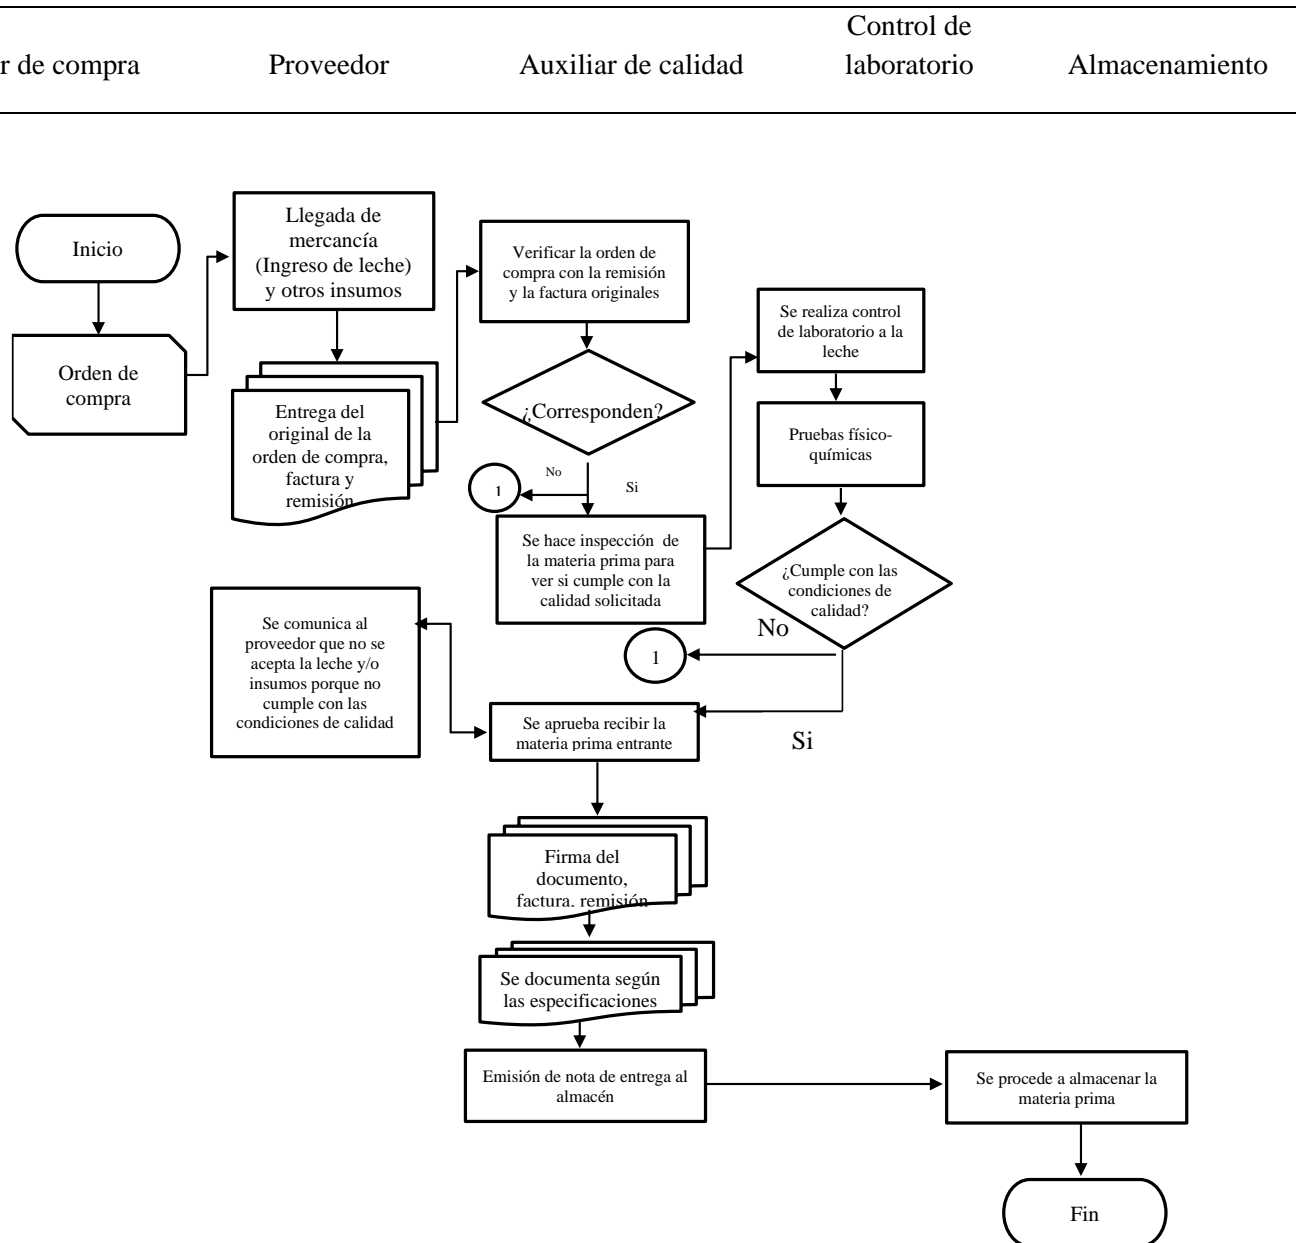 r de compra
Proveedor
Auxiliar de calidad
Control de
laboratorio
Almacenamiento
Inicio
Orden de
compra
Llegada de
mercancía
(Ingreso de leche)
y otros insumos
Entrega del
original de la
orden de compra,
factura y
remisión
Verificar la orden de
compra con la remisión
y la factura originales
¿Corresponden?
No
1
Si
Se hace inspección de
la materia prima para
ver si cumple con la
calidad solicitada
Se realiza control
de laboratorio a la
leche
Pruebas físico-
químicas
¿Cumple con las
condiciones de
calidad?
No
1
Si
Se comunica al
proveedor que no se
acepta la leche y/o
insumos porque no
cumple con las
condiciones de calidad
Se aprueba recibir la
materia prima entrante
Firma del
documento,
factura, remisión
Se documenta según
las especificaciones
Emisión de nota de entrega al
almacén
Se procede a almacenar la
materia prima
Fin